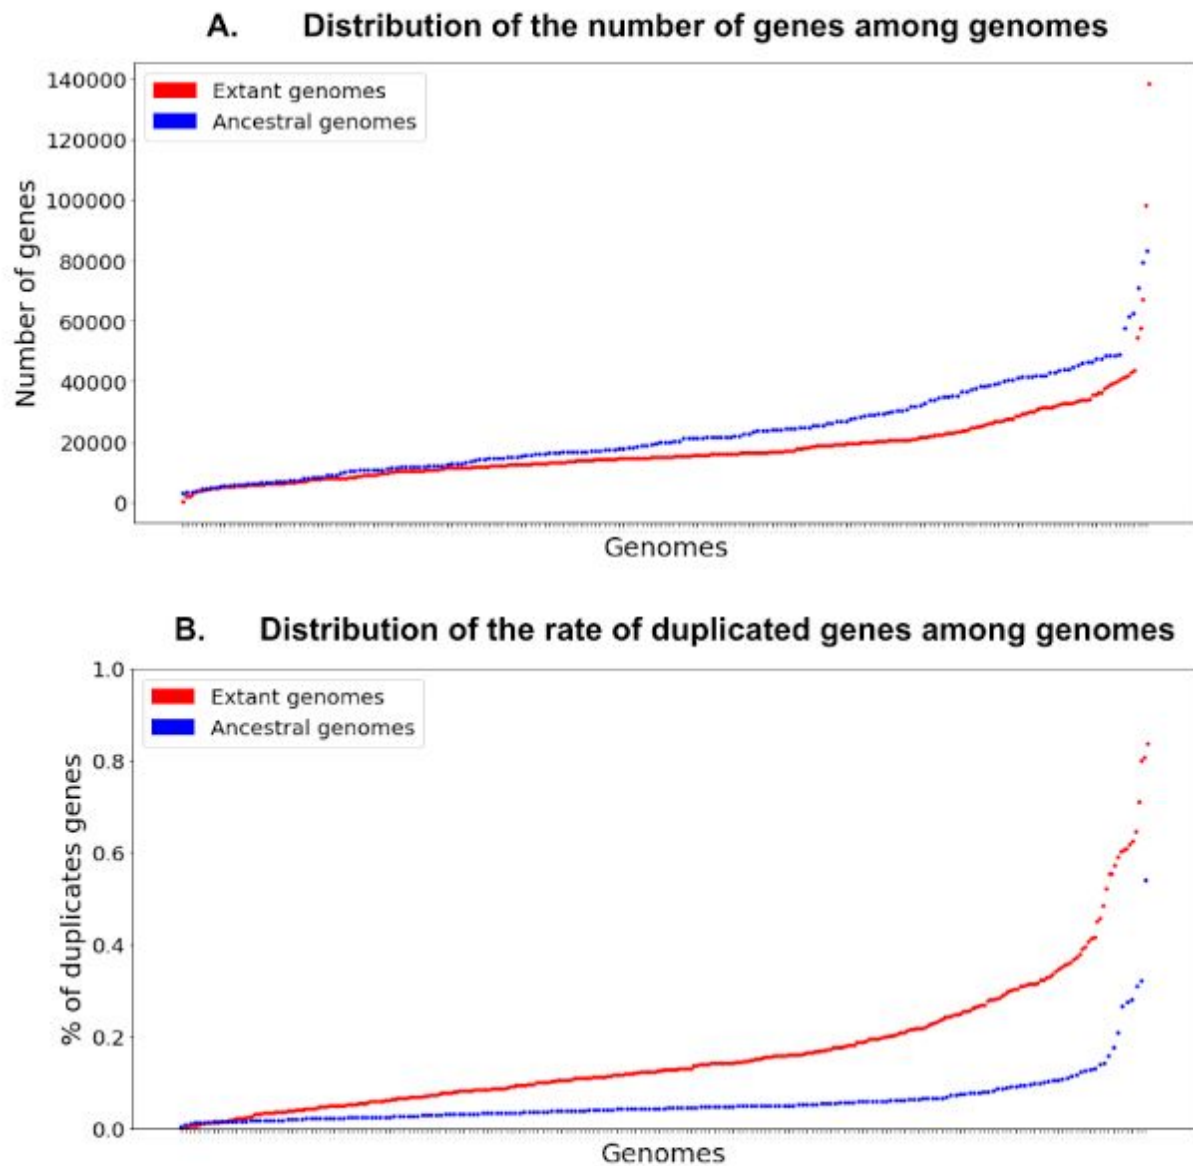 A. Distribution of the number of genes among genomes
Extant genomes
Ancestral genomes
Number of genes
140000
120000
100000
80000
60000
40000
20000
0
Genomes
B. Distribution of the rate of duplicated genes among genomes
Extant genomes
Ancestral genomes
% of duplicates genes
1.0
0.8
0.6
0.4
0.2
0.0
Genomes